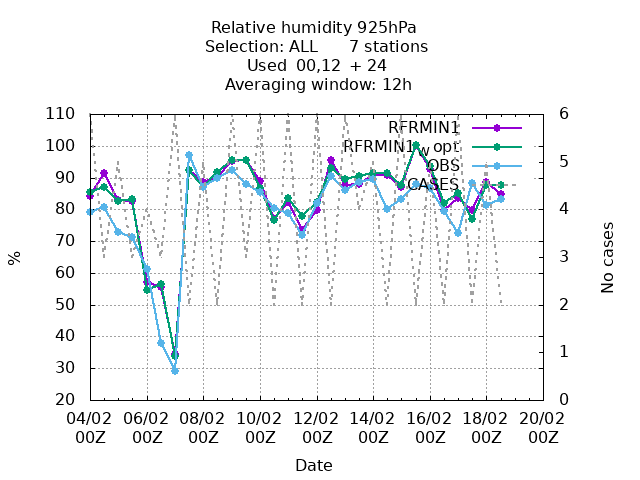 Relative humidity 925hPa
Selection: ALL 7 stations
Used 00,12 + 24
Averaging window: 12h
RFRMIN1
RFRMIN1_w_opt
OBS
CASES
%
110
100
90
80
70
60
50
40
30
20
6
5
4
3
2
1
0
No cases
04/02 06/02 08/02 10/02 12/02 14/02 16/02 18/02 20/02
00Z 00Z 00Z 00Z 00Z 00Z 00Z 00Z 00Z
Date